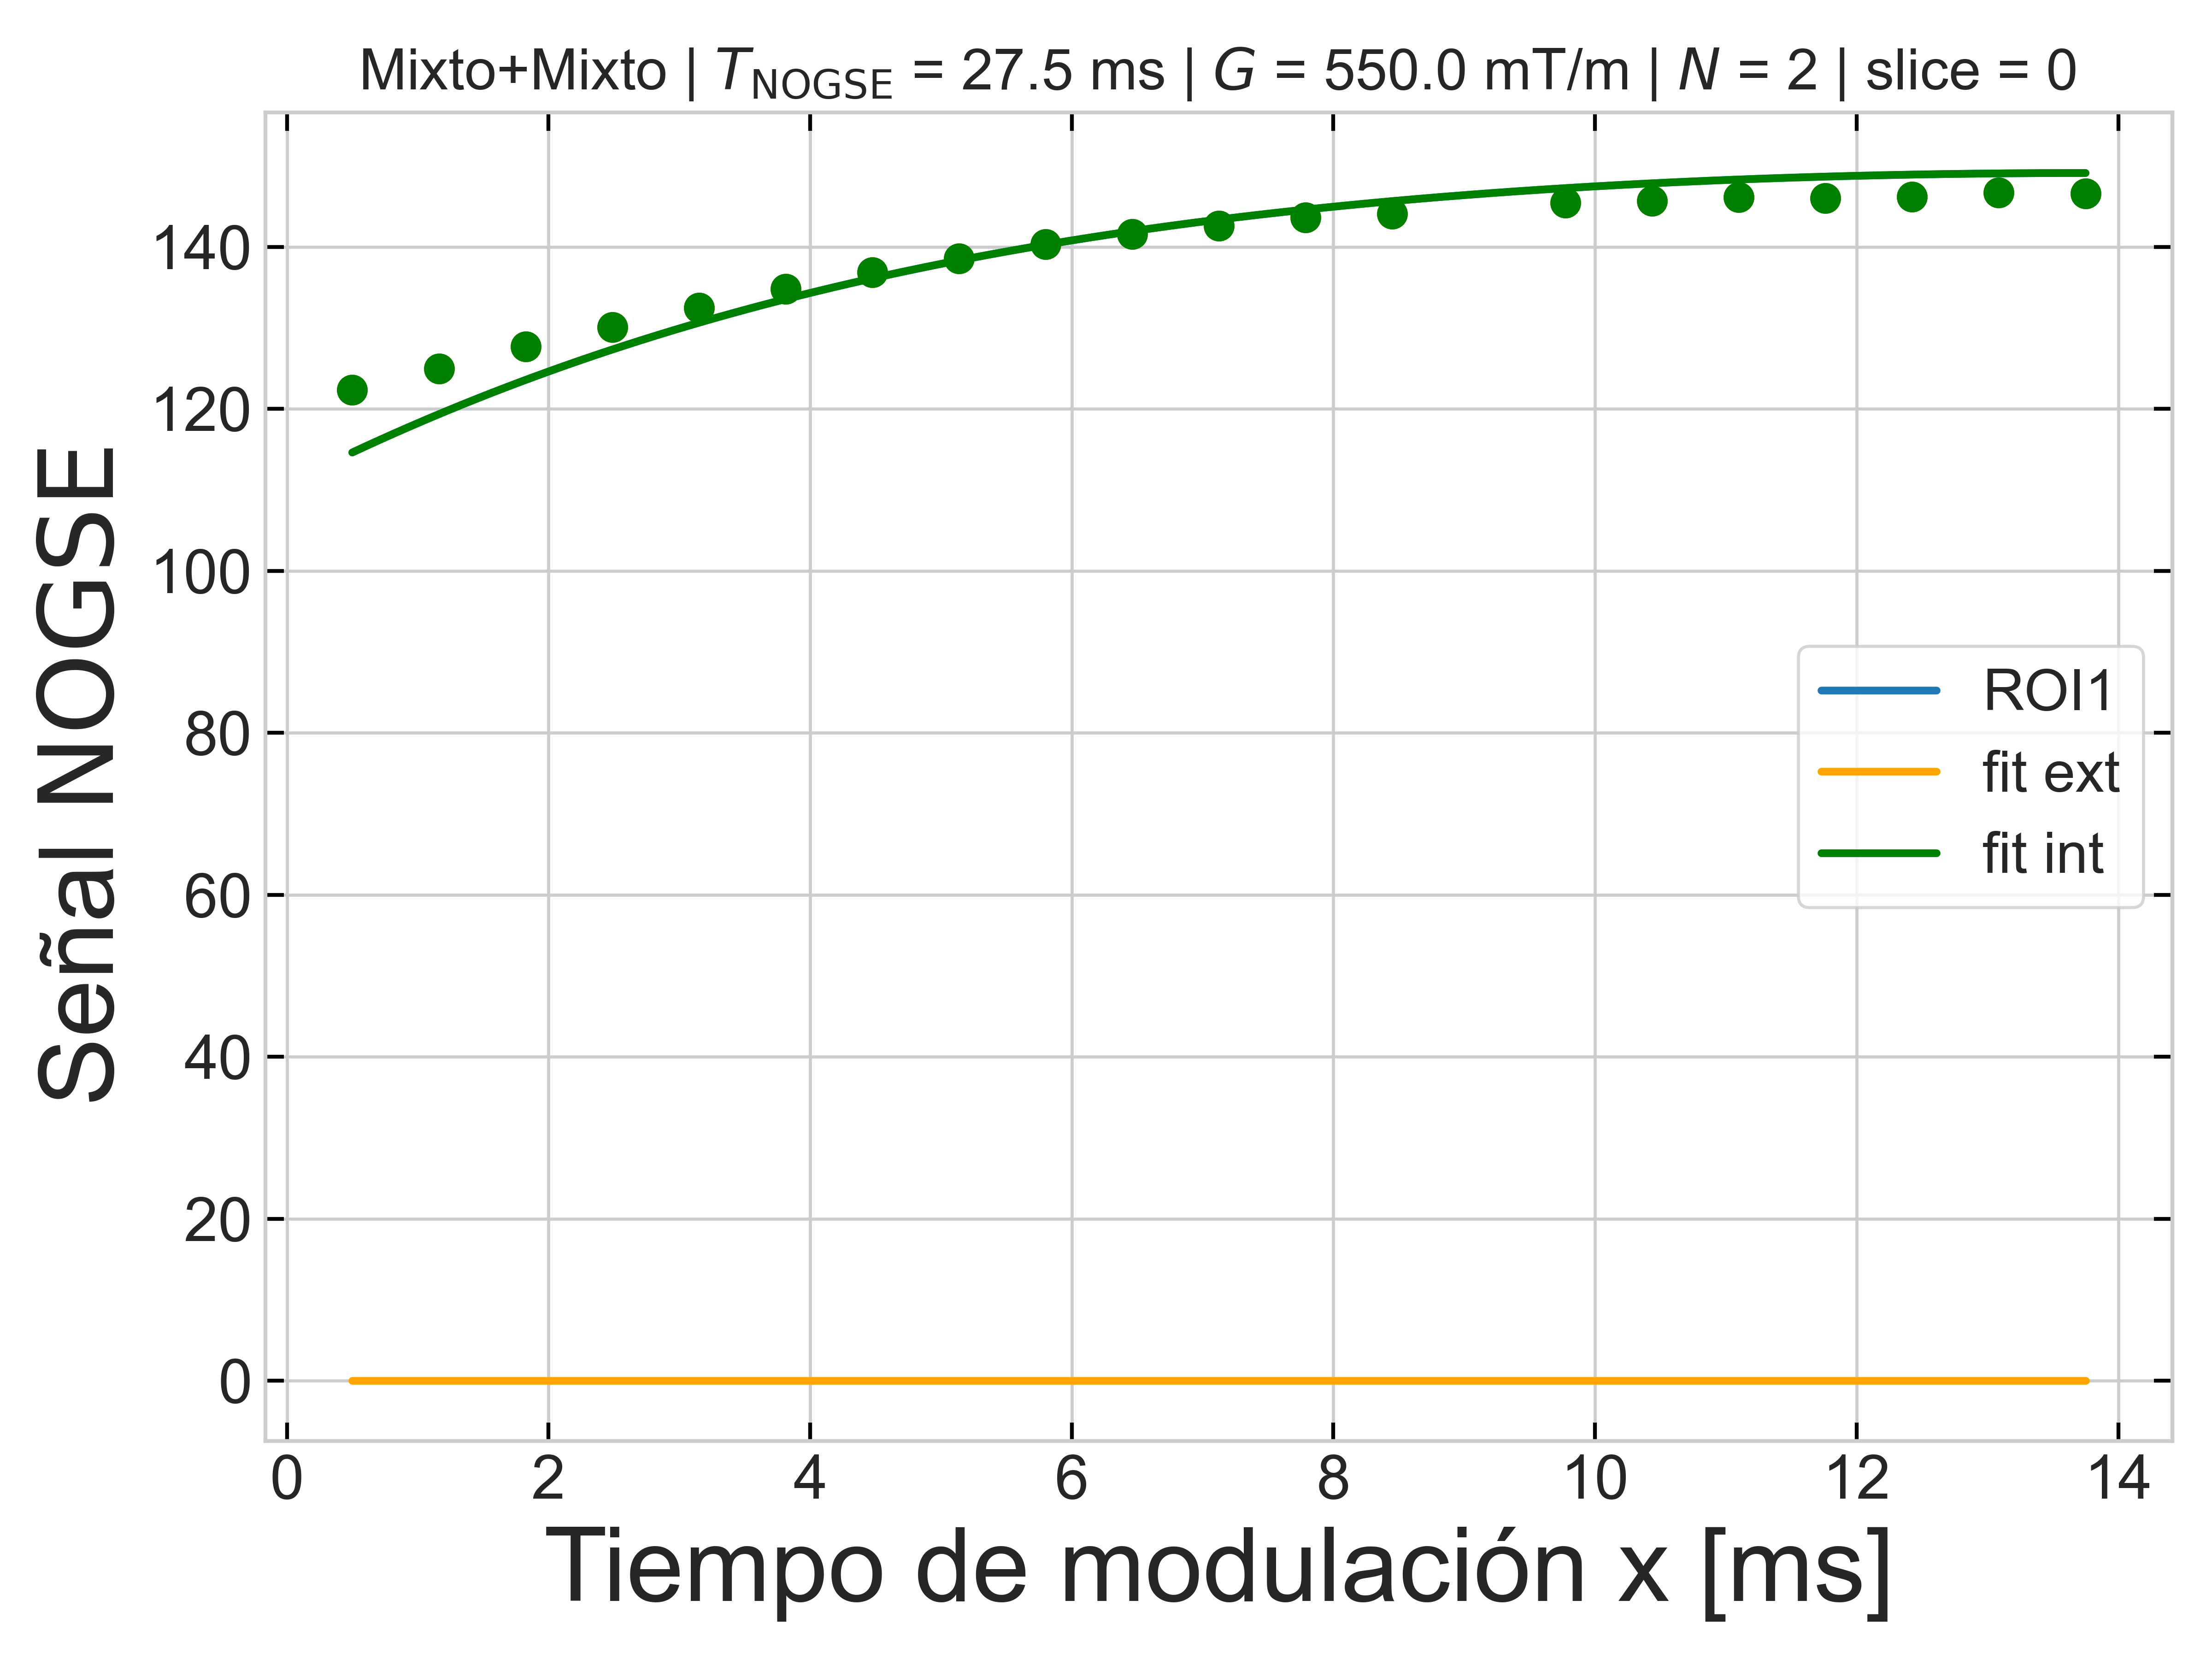 Mixto+Mixto | T_NOGSE = 27.5 ms | G = 550.0 mT/m | N = 2 | slice = 0
Señal NOGSE
140
120
100
80
60
40
20
0
ROI1
fit ext
fit int
0 2 4 6 8 10 12 14
Tiempo de modulación x [ms]